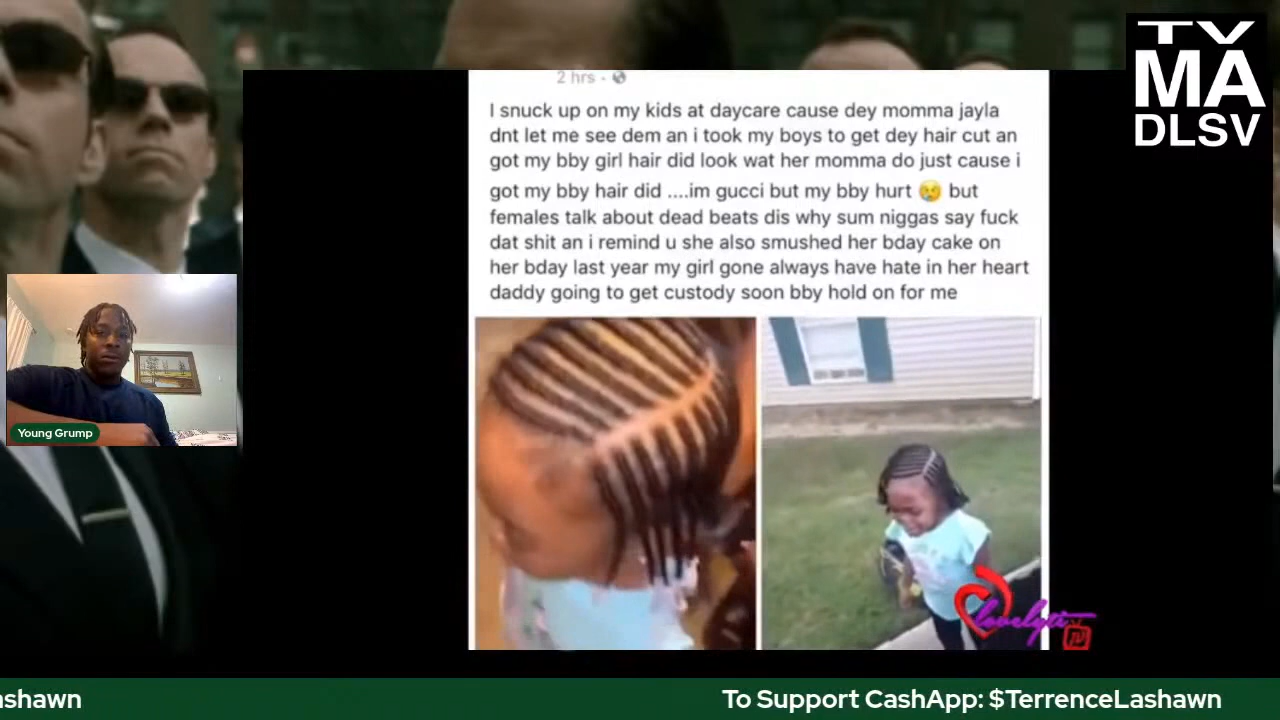 TV
MA
DLSV
2 hrs ·
I snuck up on my kids at daycare cause dey momma jayla
dnt let me see dem an i took my boys to get dey hair cut an
got my bby girl hair did look wat her momma do just cause i
got my bby hair did ....im gucci but my bby hurt 😢 but
females talk about dead beats dis why sum niggas say fuck
dat shit an i remind u she also smushed her bday cake on
her bday last year my girl gone always have hate in her heart
daddy going to get custody soon bby hold on for me
Young Grump
lovelyti
TV
ashawn
To Support CashApp: $TerrenceLashawn